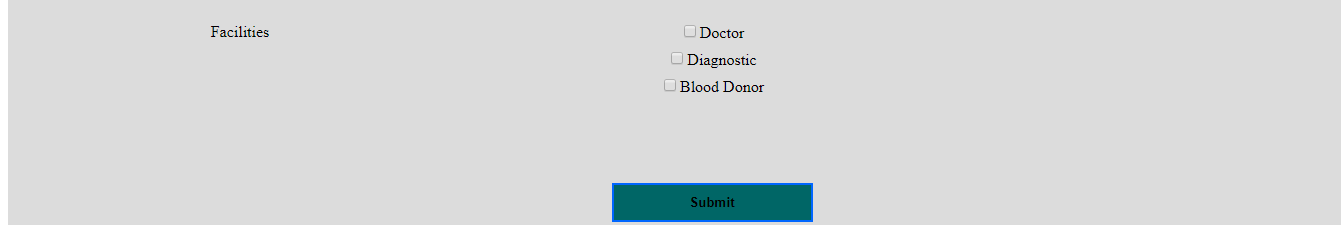 Facilities Doctor
Diagnostic
Blood Donor
Submit